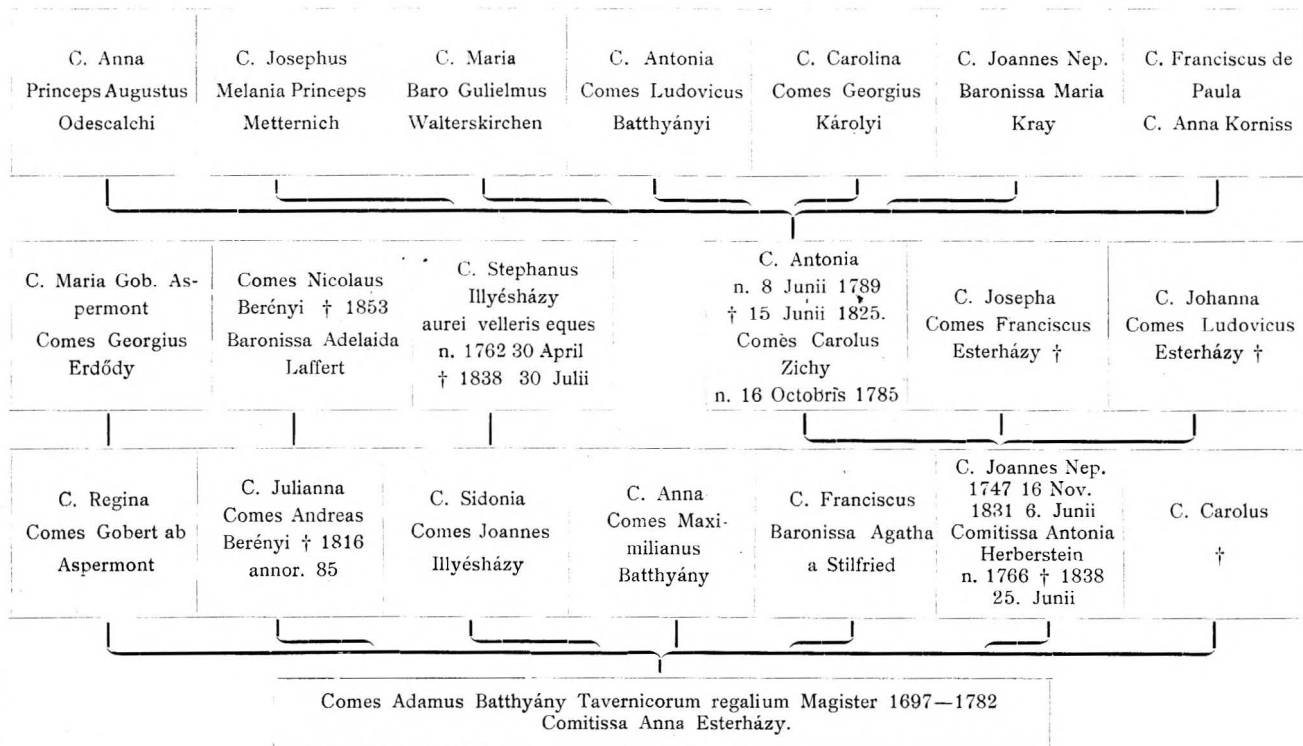 C. Anna
Princeps Augustus
Odescalchi
C. Josephus
Melania Princeps
Metternich
C. Maria
Baro Gulielmus
Walterskirchen
C. Antonia
Comes Ludovicus
Batthyányi
C. Carolina
Comes Georgius
Károlyi
C. Joannes Nep.
Baronissa Maria
Kray
C. Franciscus de
Paula
C. Anna Korniss
C. Maria Gob. As-
permont
Comes Georgius
Erdődy
Comes Nicolaus
Berényi † 1853
Baronissa Adelaida
Laffert
C. Stephanus
Illyésházy
aurei velleris eques
n. 1762 30 April
† 1838 30 Julii
C. Antonia
n. 8 Junii 1789
† 15 Junii 1825.
Comes Carolus
Zichy
n. 16 Octobris 1785
C. Josepha
Comes Franciscus
Esterházy †
C. Johanna
Comes Ludovicus
Esterházy †
C. Regina
Comes Gobert ab
Aspermont
C. Julianna
Comes Andreas
Berényi † 1816
annor. 85
C. Sidonia
Comes Joannes
Illyésházy
C. Anna
Comes Maxi-
milianus
Batthyány
C. Franciscus
Baronissa Agatha
a Stilfried
C. Joannes Nep.
1747 16 Nov.
1831 6. Junii
Comitissa Antonia
Herberstein
n. 1766 † 1838
25. Junii
C. Carolus
†
Comes Adamus Batthyány Tavernicorum regalium Magister 1697—1782
Comitissa Anna Esterházy.